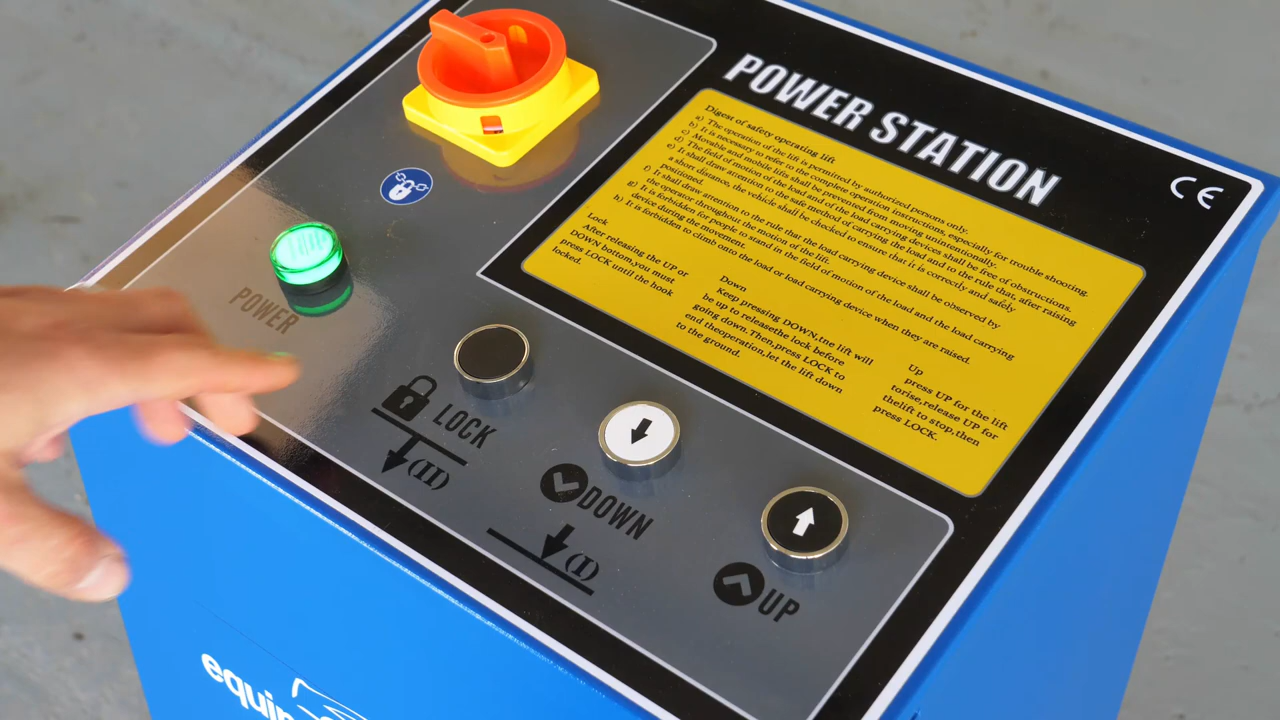 POWER STATION
CE
Digest of safety operating lift
a) The operation of the lift is permitted by authorized persons only.
b) It is necessary to refer to the complete operation instructions, especially for trouble shooting.
c) Movable and mobile lifts shall be prevented from moving unintentionally.
d) The field of motion of the load and of the load carrying devices shall be free of obstructions.
e) It shall draw attention to the safe method of carrying the load and to the rule that, after raising
a short distance, the vehicle shall be checked to ensure that it is correctly and safely
positioned.
f) It shall draw attention to the rule that the load carrying device shall be observed by
the operator throughout the motion of the lift.
g) It is forbidden for people to stand in the field of motion of the load and the load carrying
device during the movement.
h) It is forbidden to climb onto the load or load carrying device when they are raised.
Lock
After releasing the UP or
DOWN bottom,you must
press LOCK until the hook
locked.
Down
Keep pressing DOWN,tne lift will
be up to releasethe lock before
going down.Then,press LOCK to
end theoperation,let the lift down
to the ground.
Up
press UP for the lift
torise,release UP for
thelift to stop,then
press LOCK.
POWER
LOCK
(II)
DOWN
(I)
UP